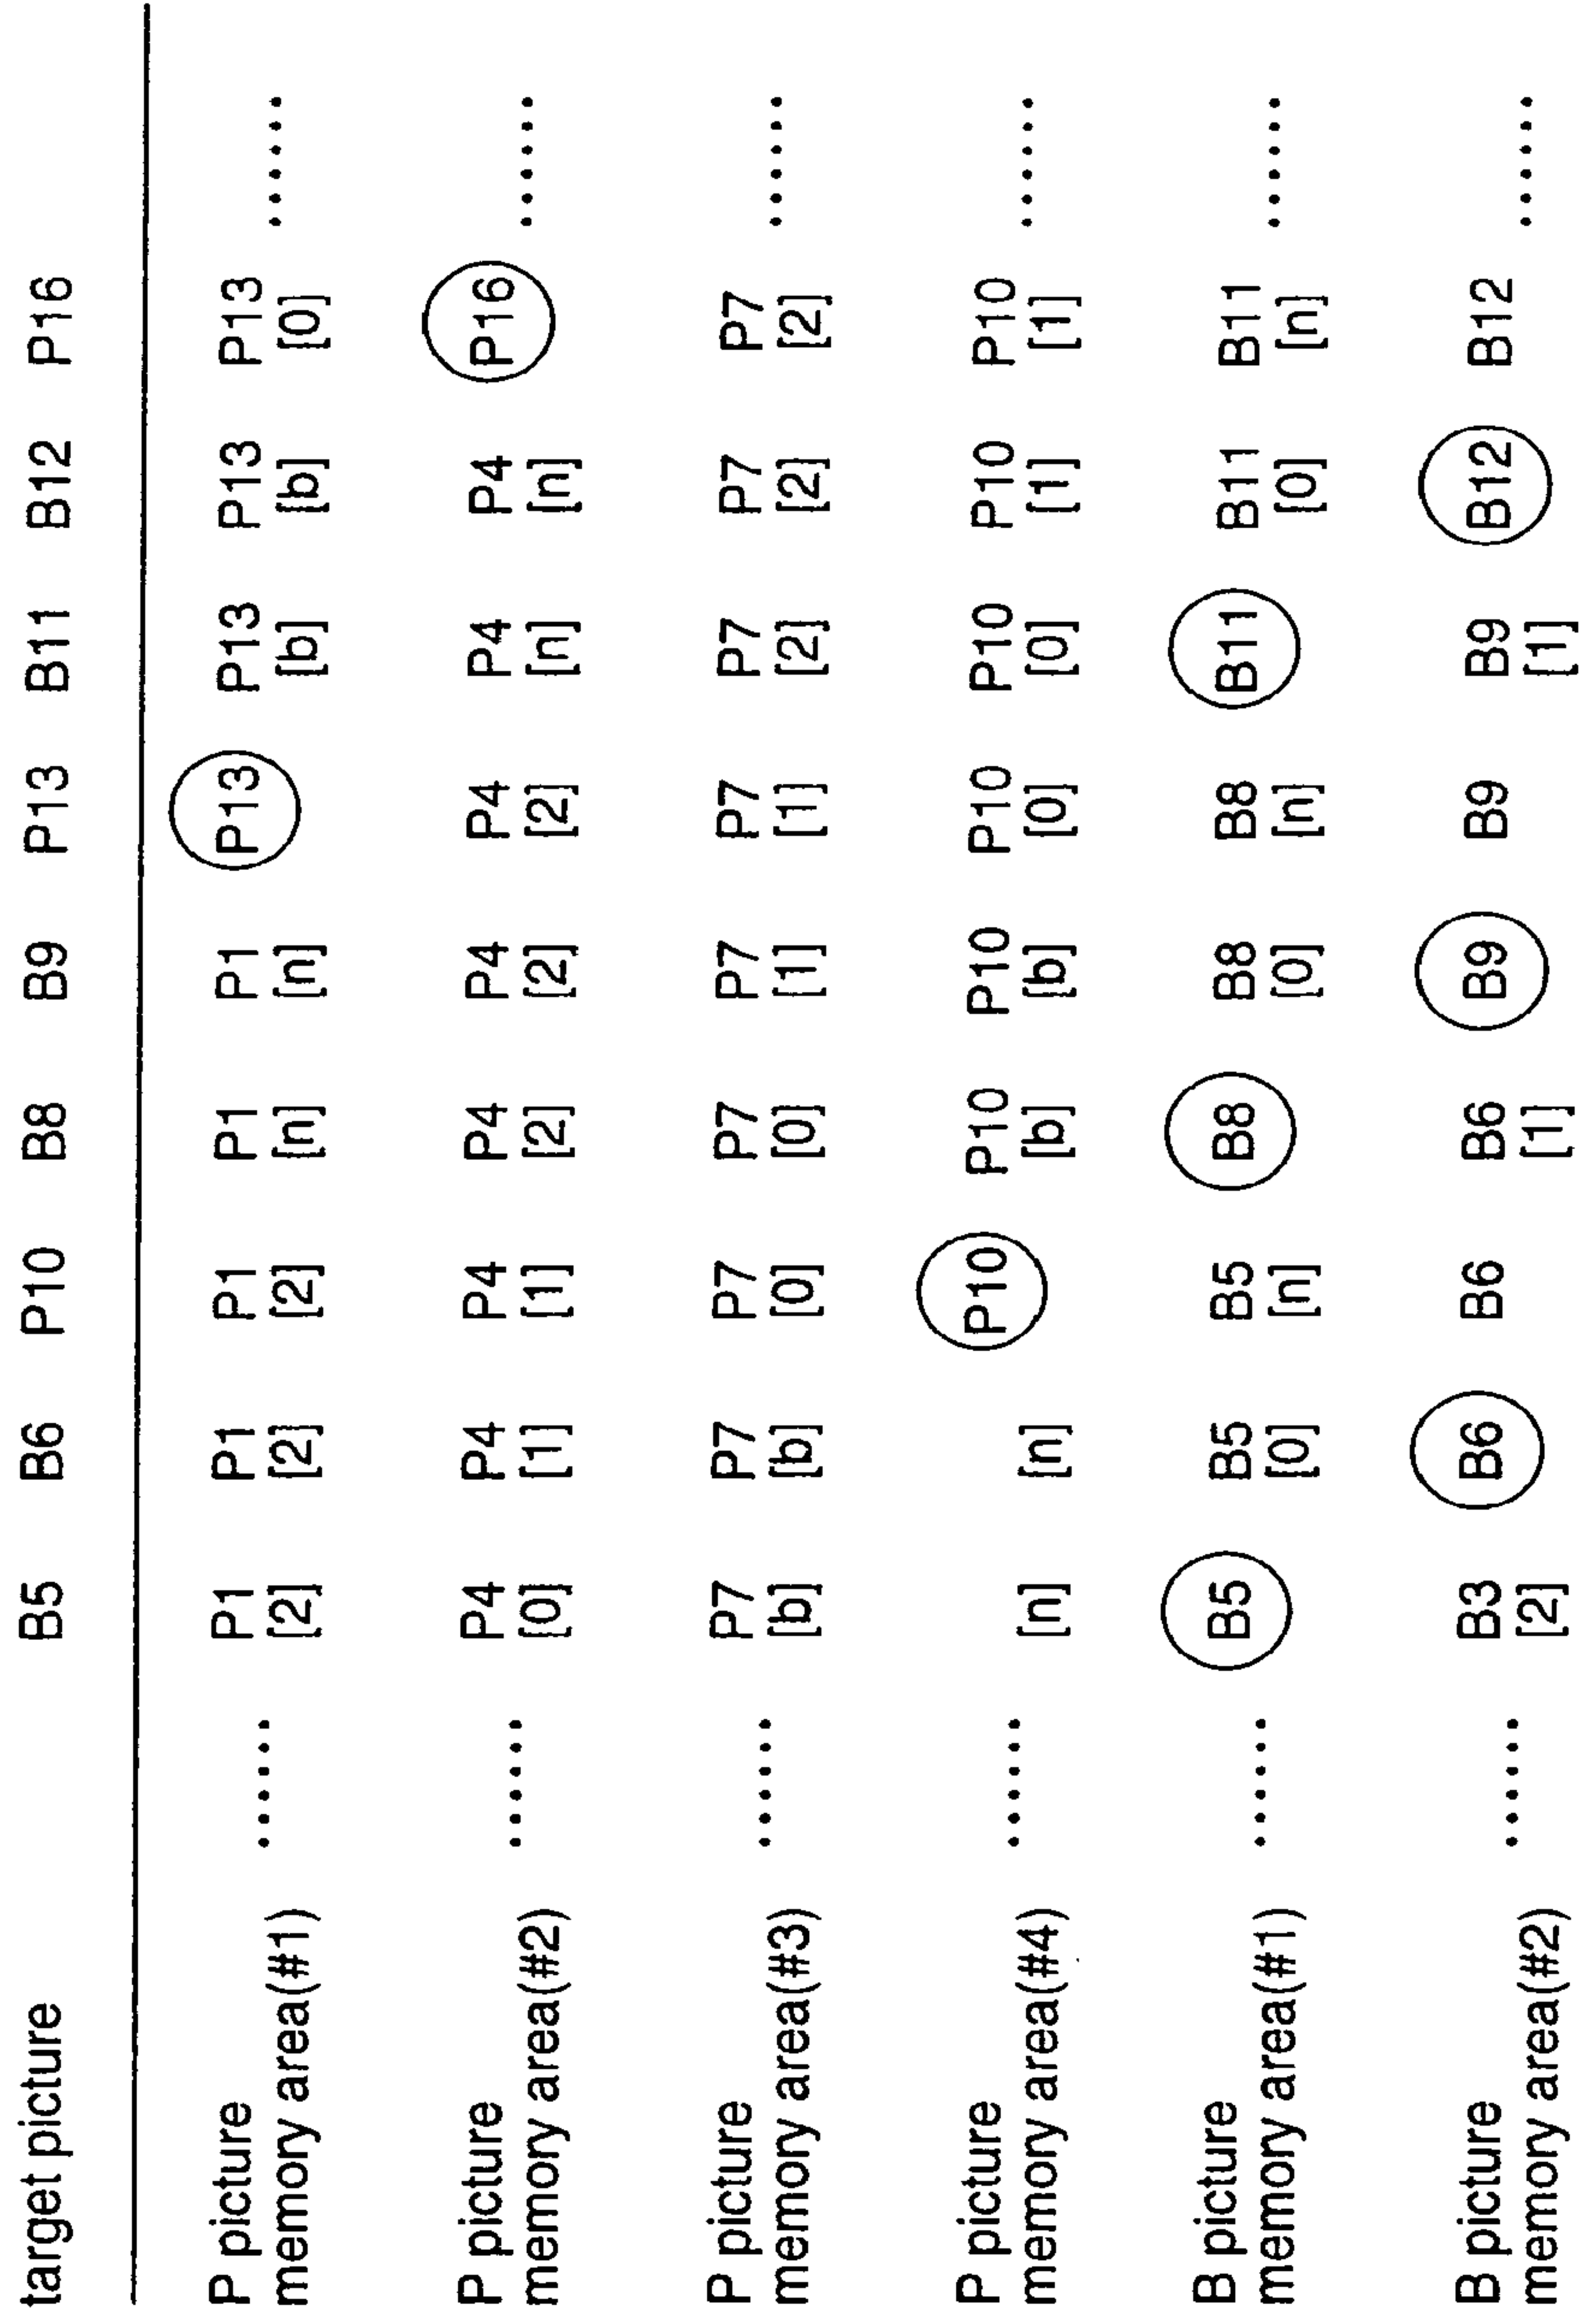 target picture B5 B6 P10 B8 B9 P13 B11 B12 P16
P picture ...... P1 P1 P1 P1 P1 P13 P13 P13 P13
memory area(#1) [2] [2] [2] [n] [n] [b] [b] [0] ......
P picture ...... P4 P4 P4 P4 P4 P4 P4 P4 P16
memory area(#2) [0] [1] [1] [2] [2] [2] [n] [n] ......
P picture ...... P7 P7 P7 P7 P7 P7 P7 P7 P7
memory area(#3) [b] [b] [0] [0] [1] [1] [2] [2] [2] ......
P picture ...... P10 P10 P10 P10 P10 P10 P10
memory area(#4) [n] [n] [b] [b] [0] [0] [1] [1] ......
B picture ...... B5 B5 B5 B8 B8 B8 B11 B11 B11
memory area(#1) [0] [n] [0] [n] [0] [n] ......
B picture ...... B3 B6 B6 B6 B9 B9 B9 B12 B12
memory area(#2) [2] [1] [1] ......